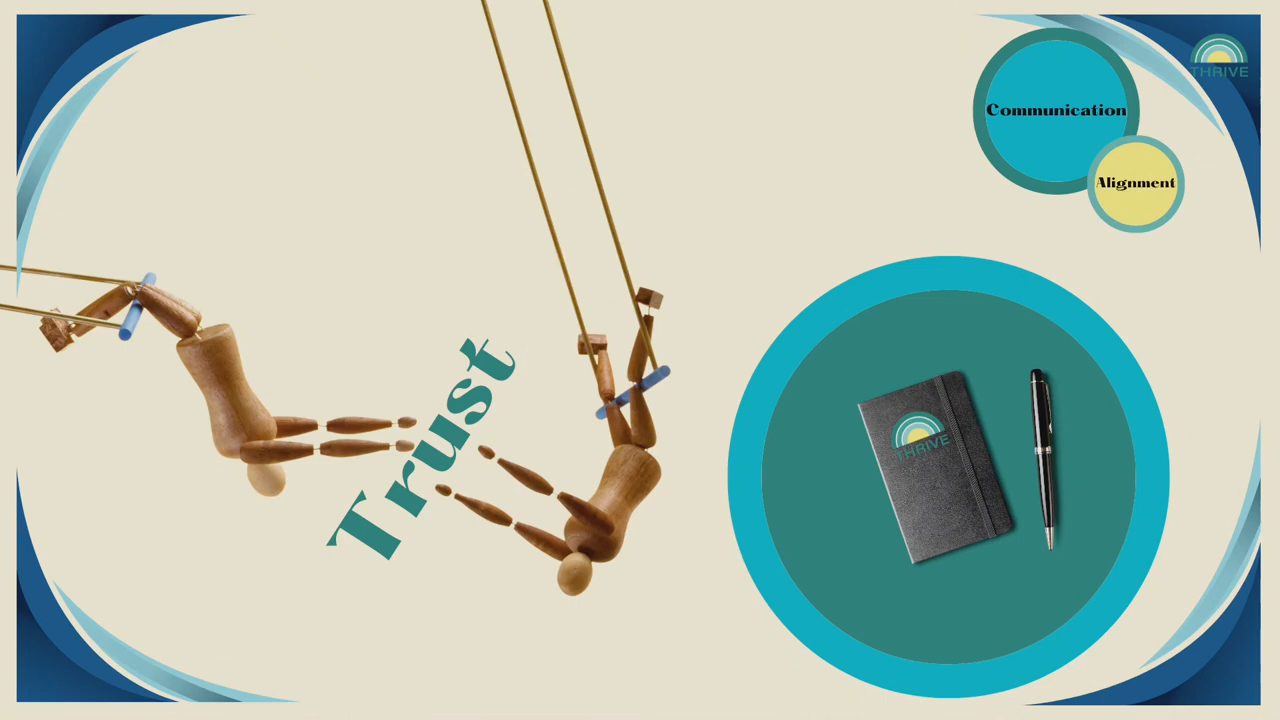 THRIVE
Communication
Alignment
Trust
THRIVE